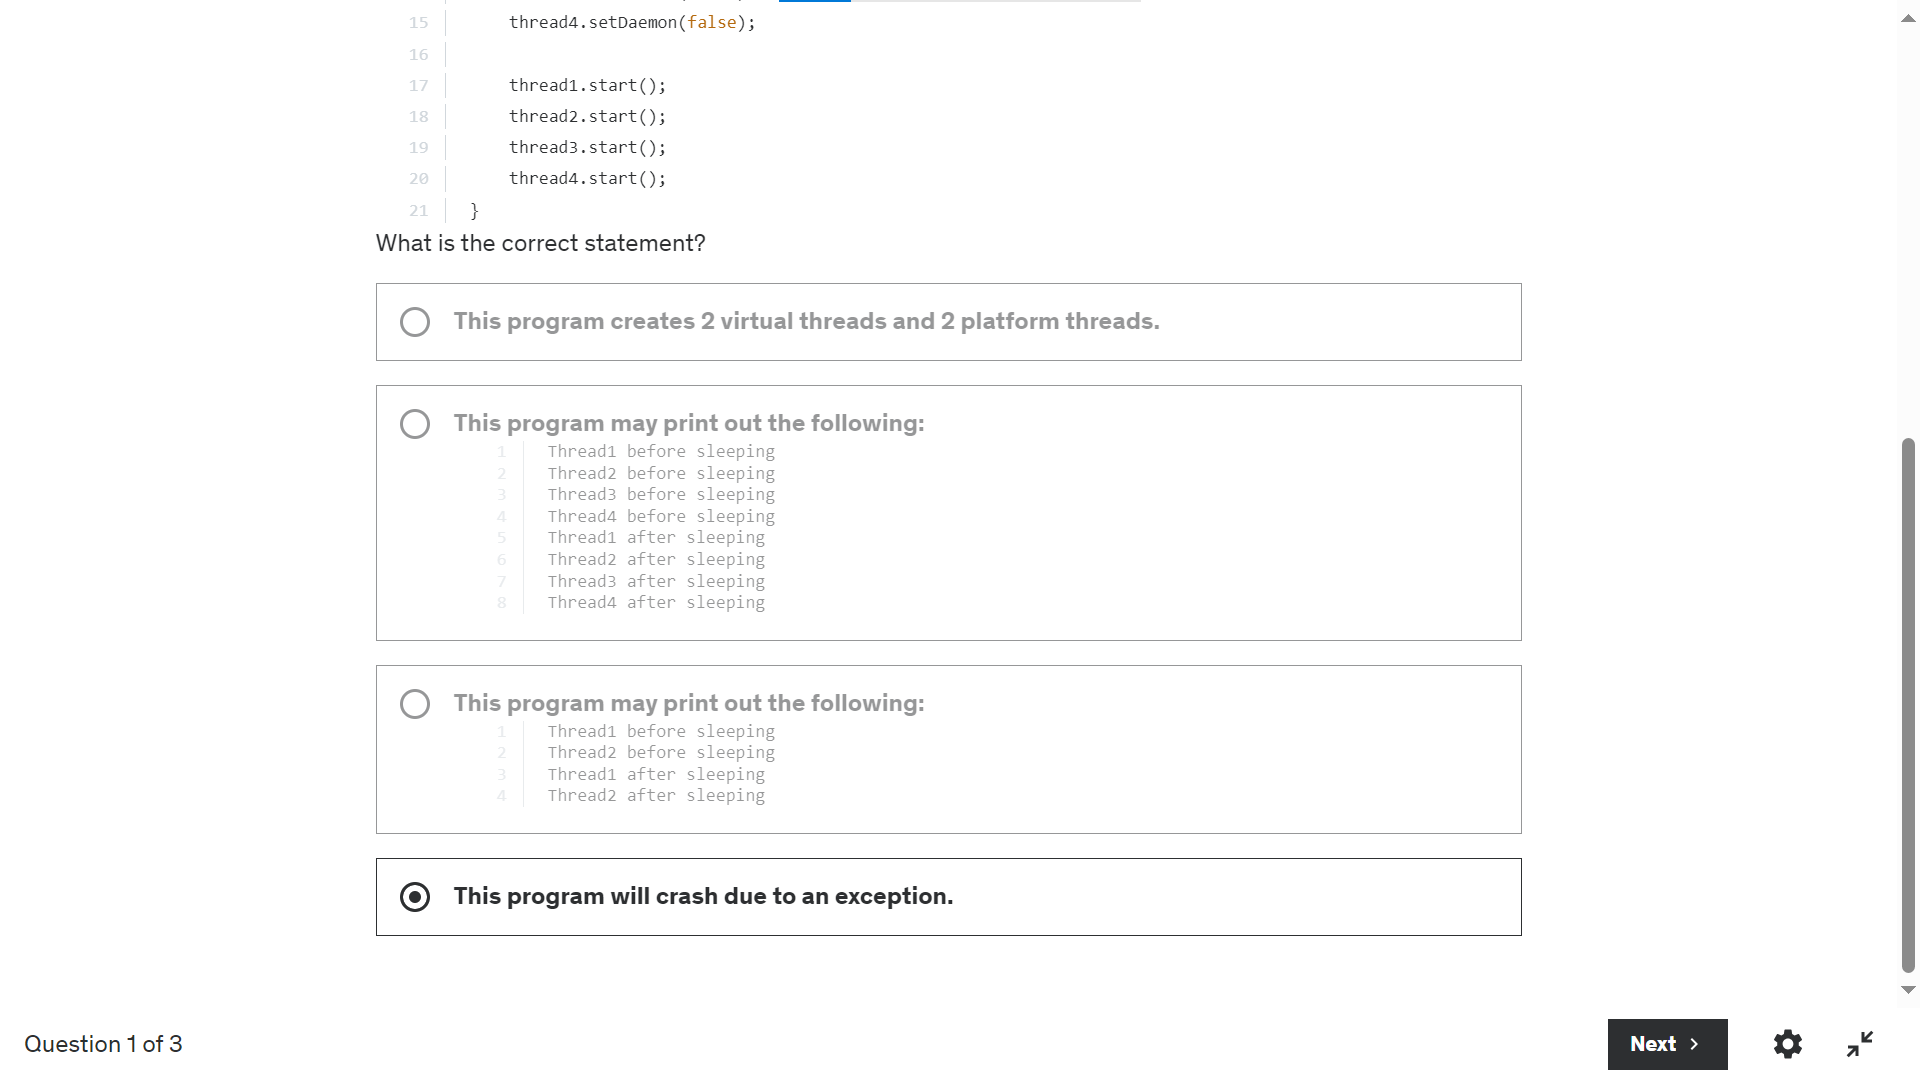 15 thread4.setDaemon(false);
16
17 thread1.start();
18 thread2.start();
19 thread3.start();
20 thread4.start();
21 }
What is the correct statement?
This program creates 2 virtual threads and 2 platform threads.
This program may print out the following:
1 Thread1 before sleeping
2 Thread2 before sleeping
3 Thread3 before sleeping
4 Thread4 before sleeping
5 Thread1 after sleeping
6 Thread2 after sleeping
7 Thread3 after sleeping
8 Thread4 after sleeping
This program may print out the following:
1 Thread1 before sleeping
2 Thread2 before sleeping
3 Thread1 after sleeping
4 Thread2 after sleeping
This program will crash due to an exception.
Question 1 of 3
Next